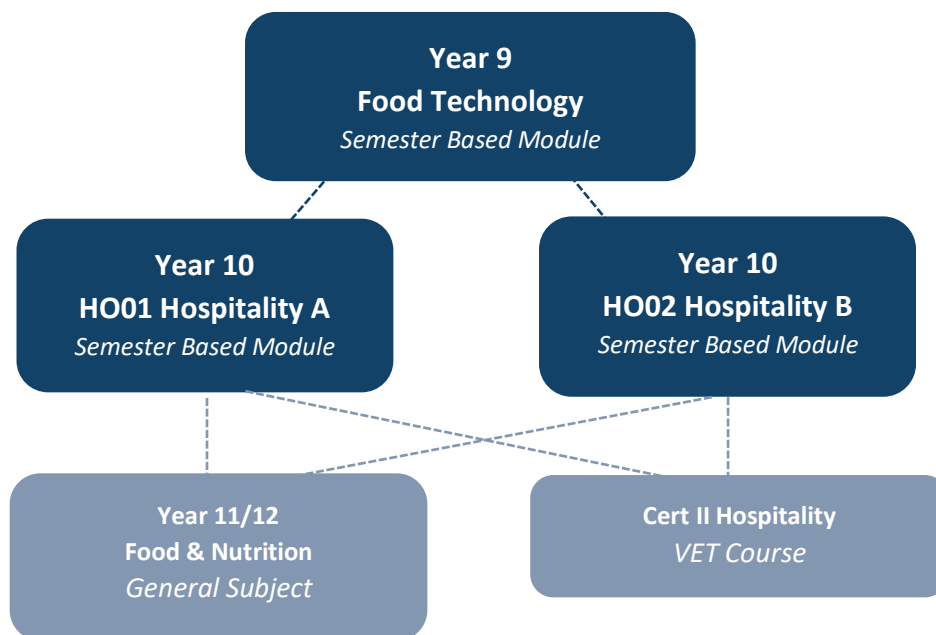 Year 9
Food Technology
Semester Based Module
Year 10
HO01 Hospitality A
Semester Based Module
Year 10
HO02 Hospitality B
Semester Based Module
Year 11/12
Food & Nutrition
General Subject
Cert II Hospitality
VET Course